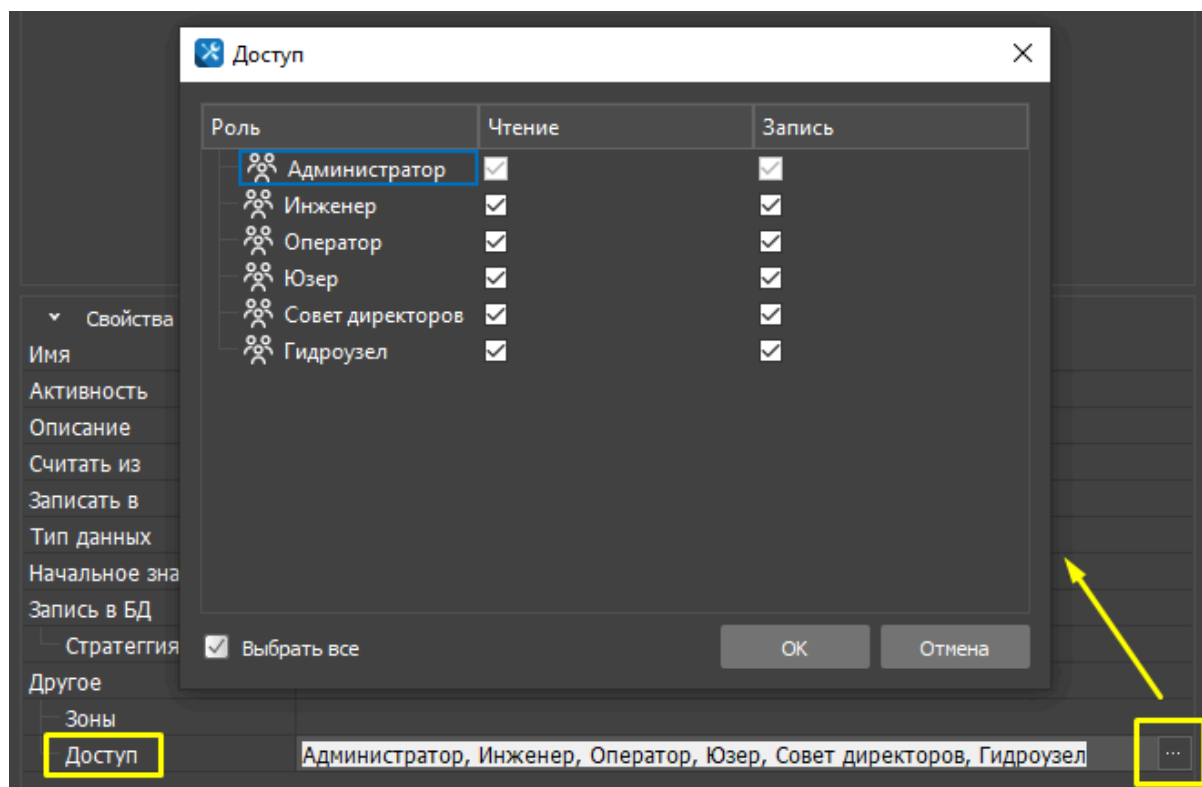 Доступ
Роль Чтение Запись
Администратор
Инженер
Оператор
Юзер
Совет директоров
Гидроузел
Выбрать все OK Отмена
Свойства
Имя
Активность
Описание
Считать из
Записать в
Тип данных
Начальное зна
Запись в БД
Стратеггия
Другое
Зоны
Доступ Администратор, Инженер, Оператор, Юзер, Совет директоров, Гидроузел ...